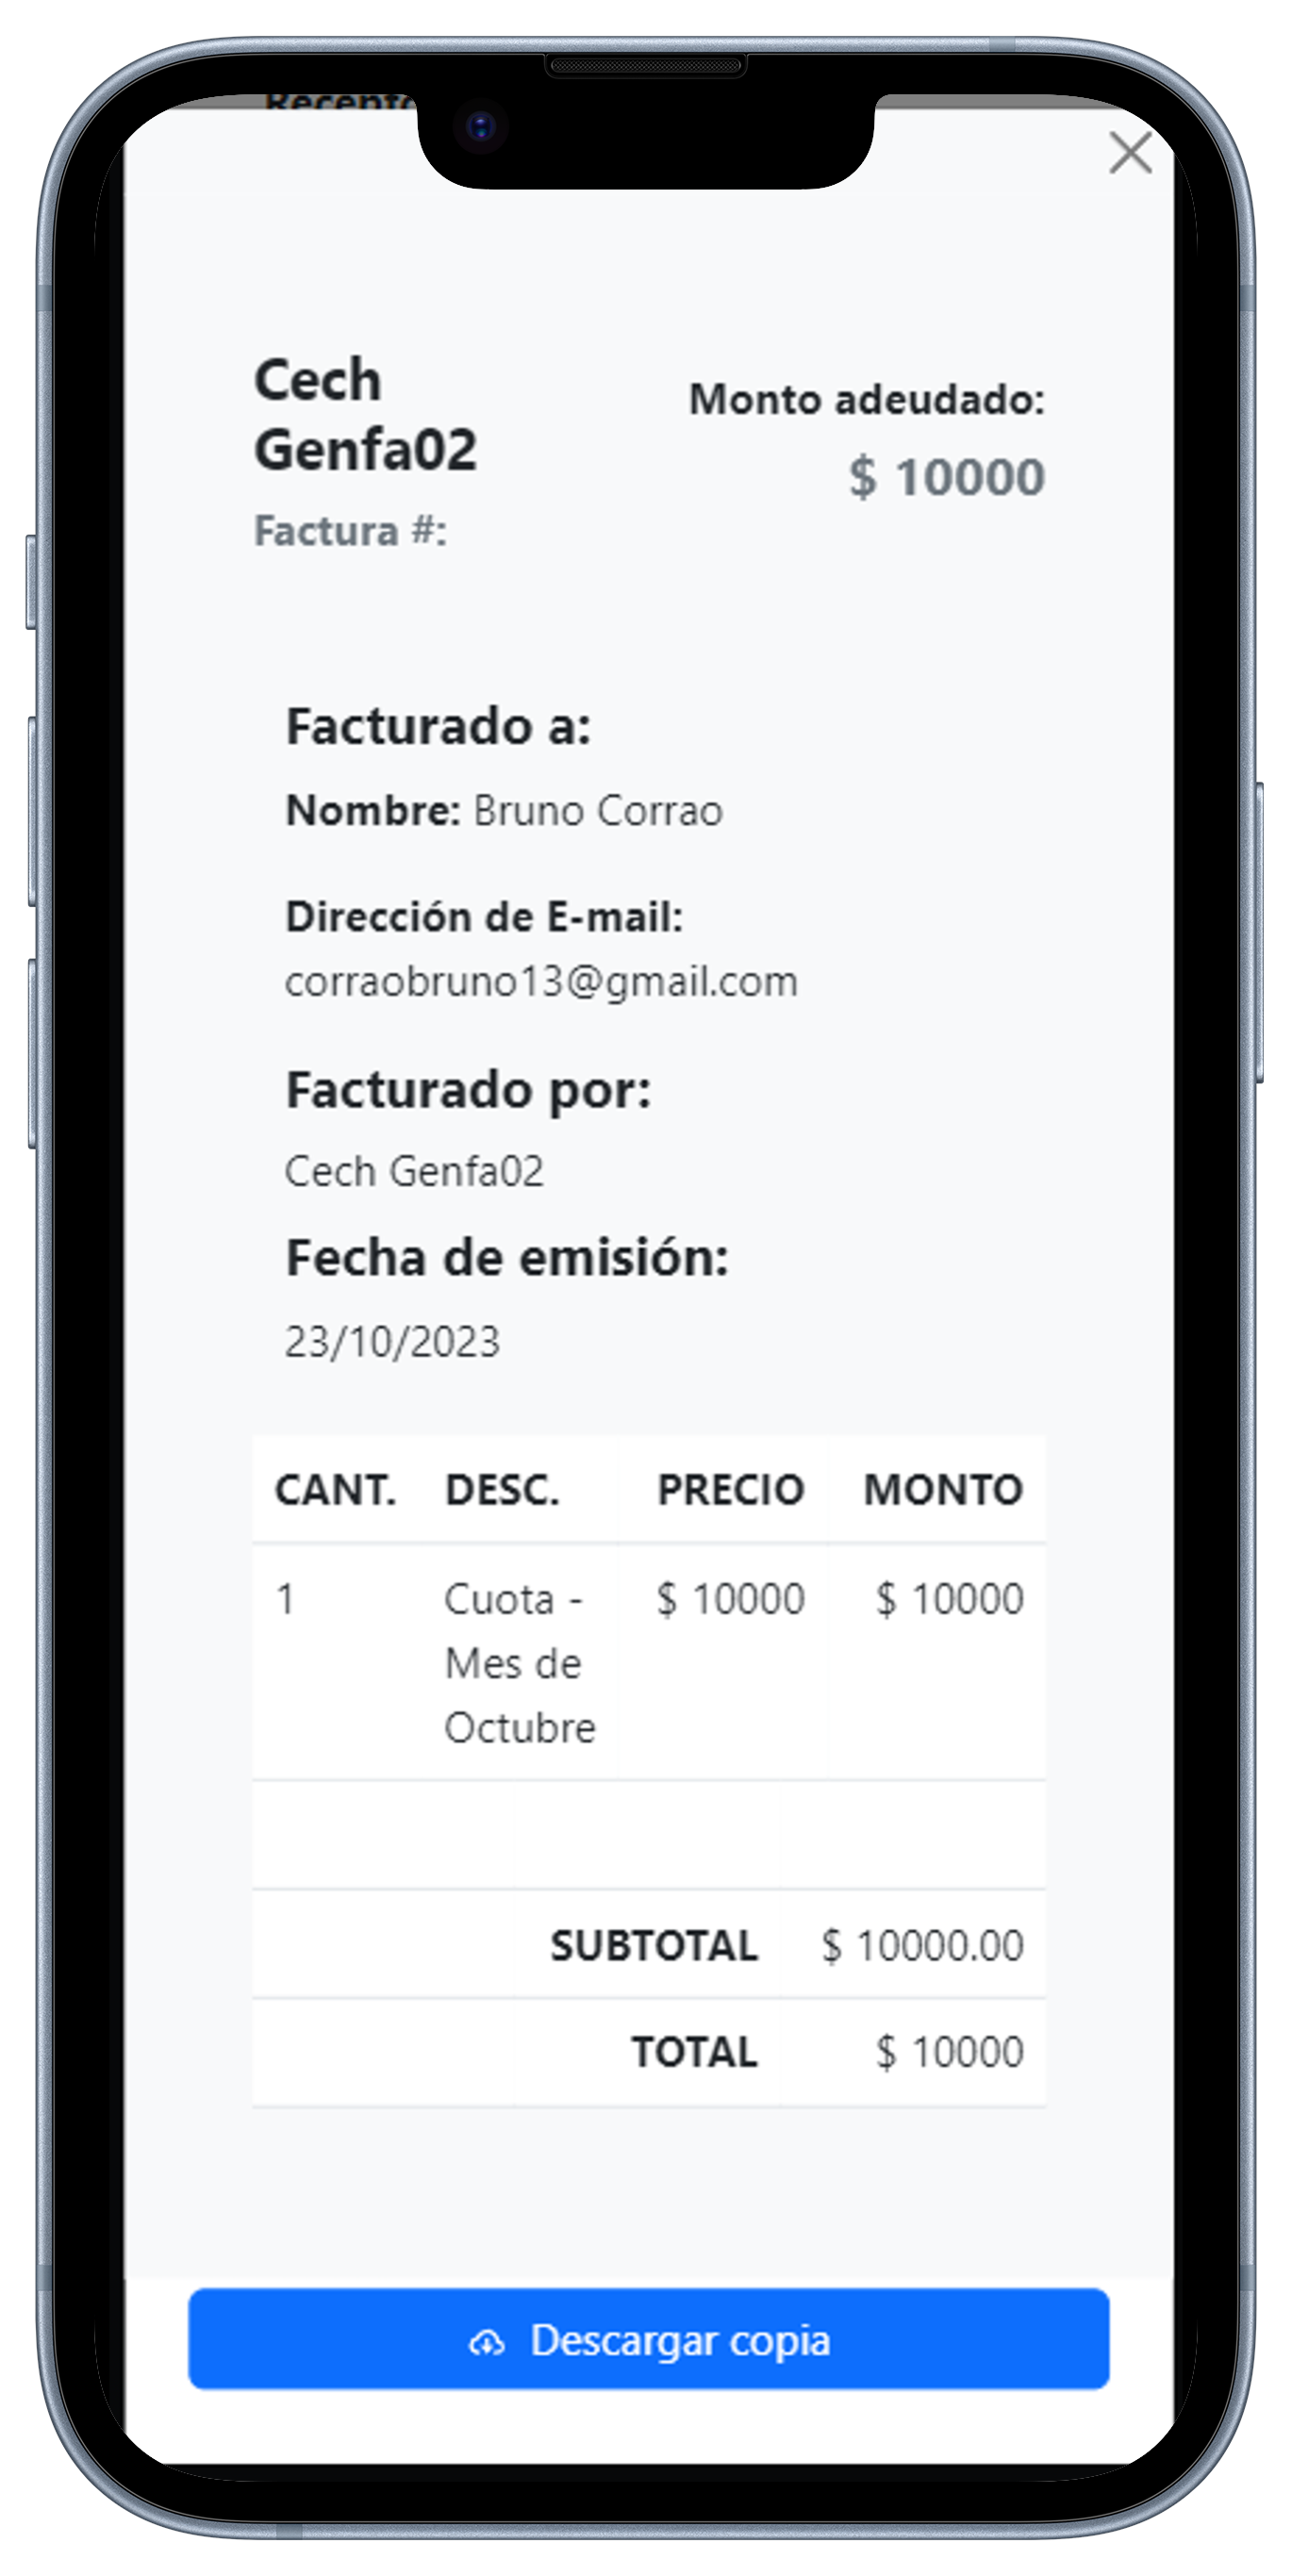 Cech
Genfa02
Factura #:
Monto adeudado:
$ 10000
Facturado a:
Nombre: Bruno Corrao
Dirección de E-mail:
corraobruno13@gmail.com
Facturado por:
Cech Genfa02
Fecha de emisión:
23/10/2023
CANT. DESC. PRECIO MONTO
1 Cuota - $ 10000 $ 10000
Mes de
Octubre
SUBTOTAL $ 10000.00
TOTAL $ 10000
Descargar copia